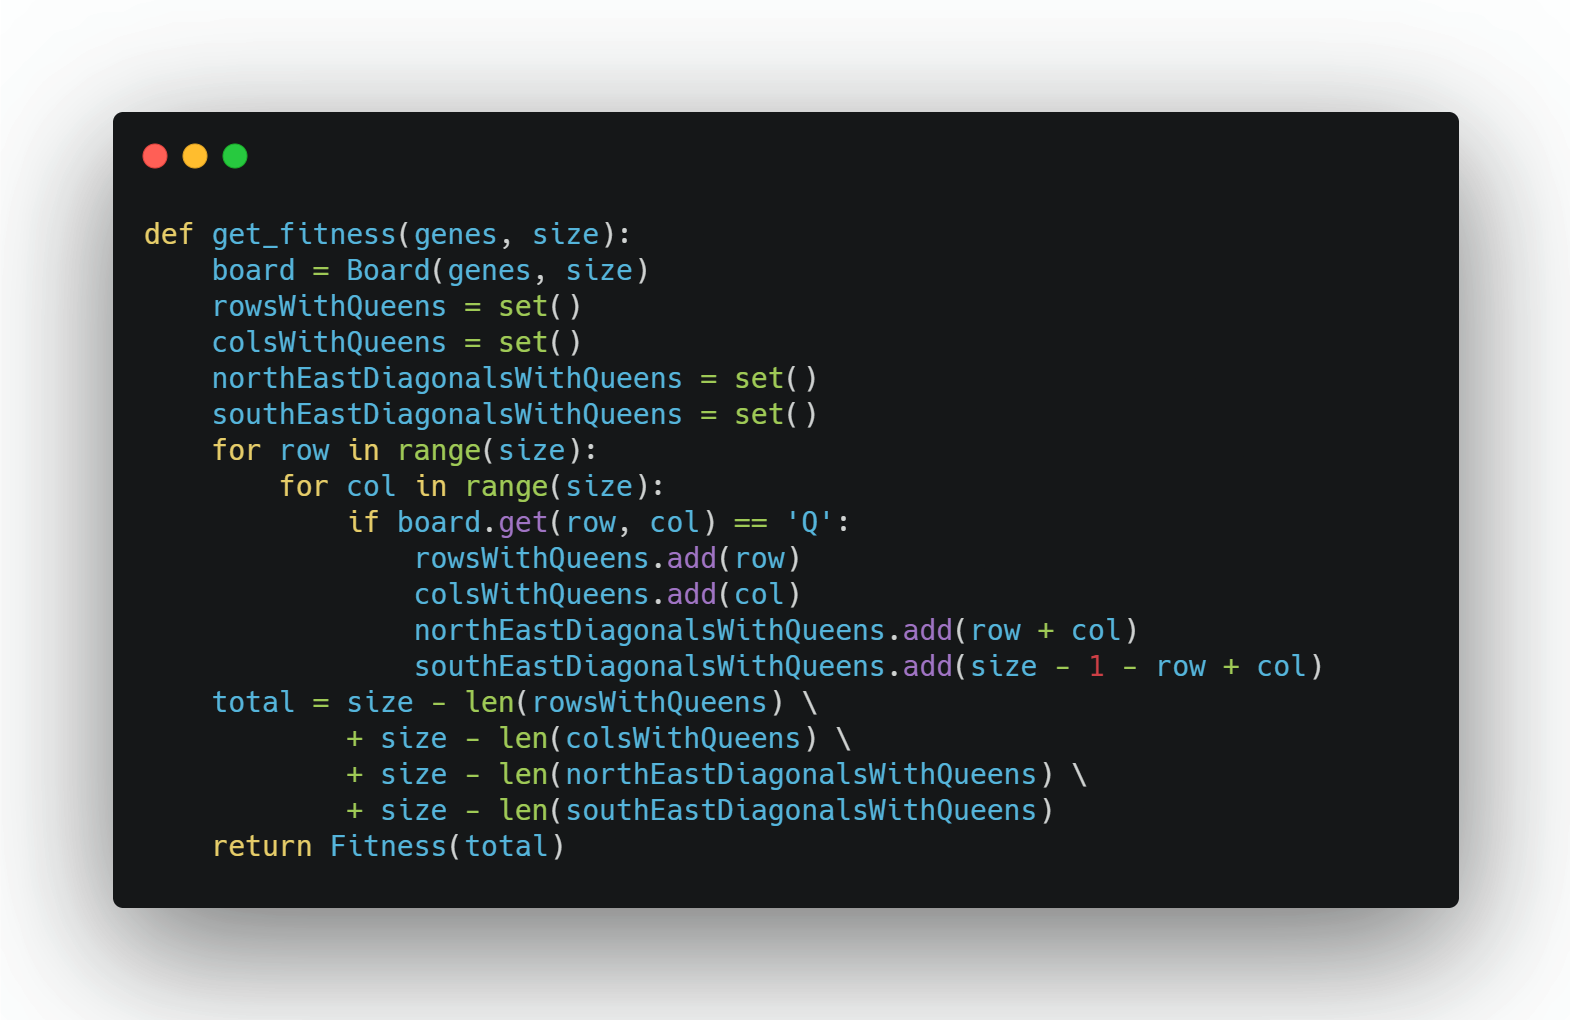 def get_fitness(genes, size):
    board = Board(genes, size)
    rowsWithQueens = set()
    colsWithQueens = set()
    northEastDiagonalsWithQueens = set()
    southEastDiagonalsWithQueens = set()
    for row in range(size):
        for col in range(size):
            if board.get(row, col) == 'Q':
                rowsWithQueens.add(row)
                colsWithQueens.add(col)
                northEastDiagonalsWithQueens.add(row + col)
                southEastDiagonalsWithQueens.add(size - 1 - row + col)
    total = size - len(rowsWithQueens) \
            + size - len(colsWithQueens) \
            + size - len(northEastDiagonalsWithQueens) \
            + size - len(southEastDiagonalsWithQueens)
    return Fitness(total)